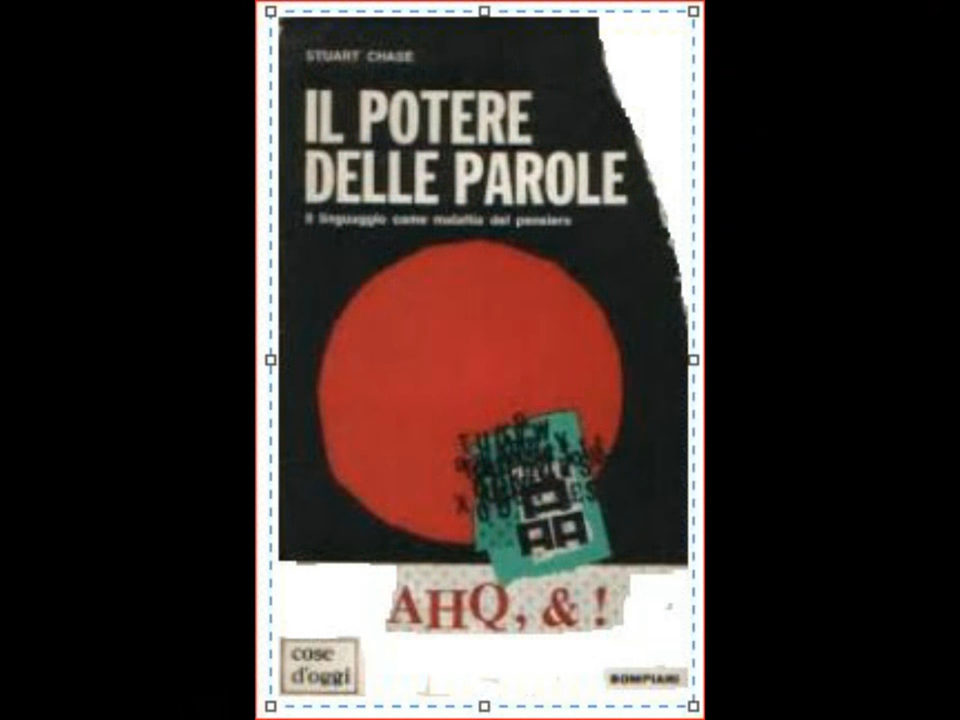 STUART CHASE
IL POTERE
DELLE PAROLE
Il linguaggio come malattia del pensiero
AHQ, & !
cose
d'oggi
BOMPIANI